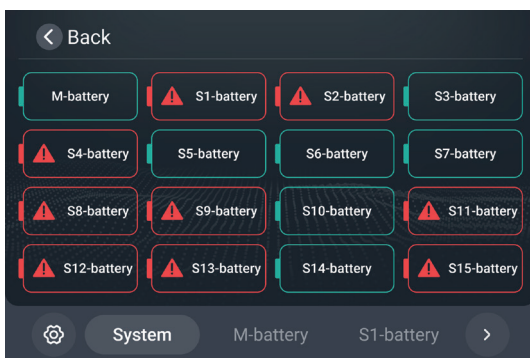 Back
M-battery S1-battery S2-battery S3-battery
S4-battery S5-battery S6-battery S7-battery
S8-battery S9-battery S10-battery S11-battery
S12-battery S13-battery S14-battery S15-battery
System M-battery S1-battery